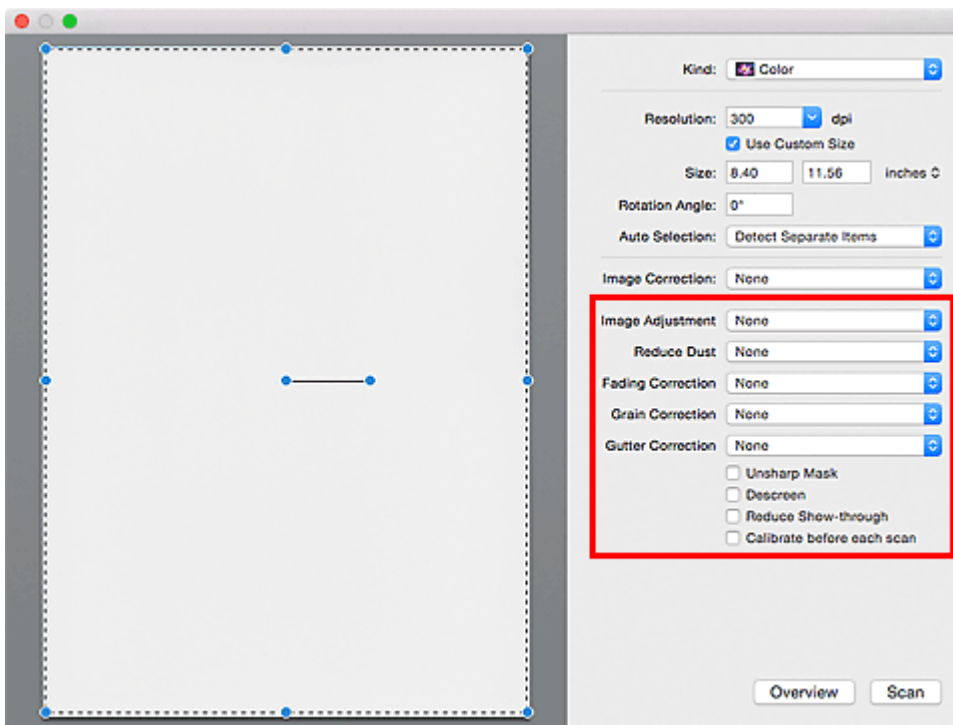 Kind: Color
Resolution: 300 dpi
Use Custom Size
Size: 8.40 11.56 inches
Rotation Angle: 0°
Auto Selection: Detect Separate Items
Image Correction: None
Image Adjustment None
Reduce Dust None
Fading Correction None
Grain Correction None
Gutter Correction None
Unsharp Mask
Descreen
Reduce Show-through
Calibrate before each scan
Overview Scan